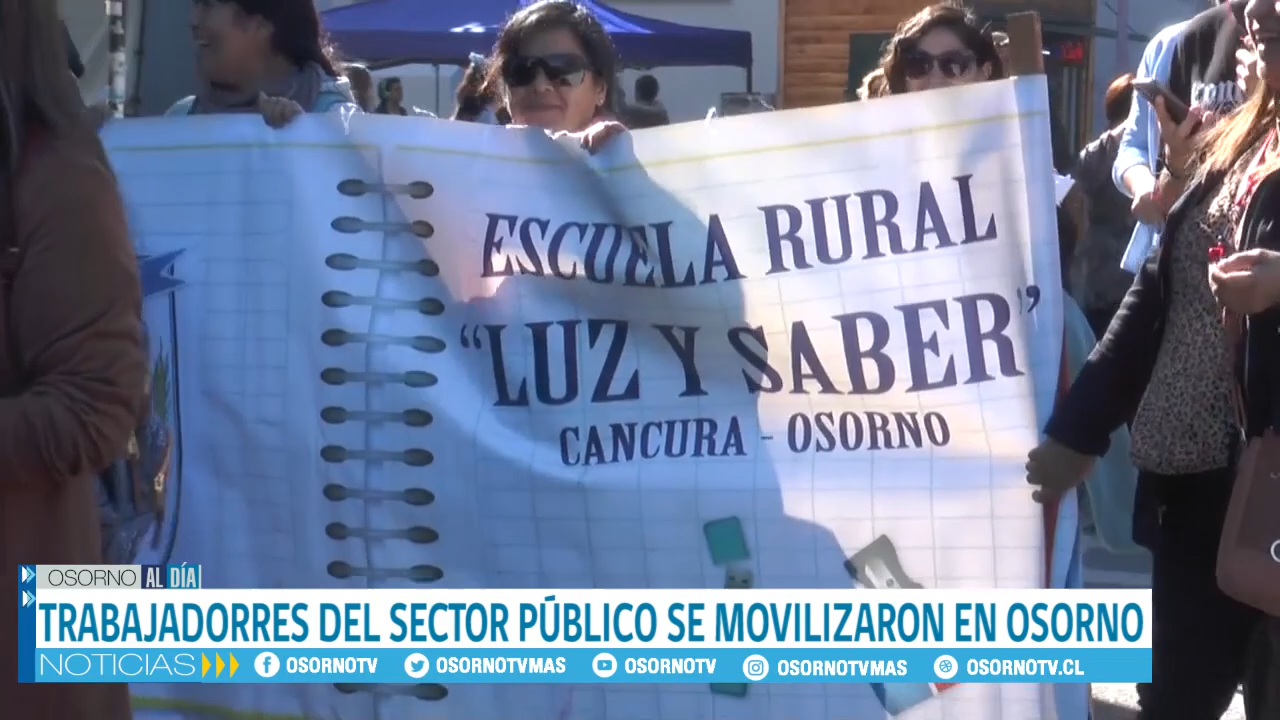 ESCUELA RURAL
“LUZ Y SABER”
CANCURA - OSORNO
OSORNO AL DÍA
TRABAJADORRES DEL SECTOR PÚBLICO SE MOVILIZARON EN OSORNO
NOTICIAS OSORNOTV OSORNOTVMAS OSORNOTV OSORNOTVMAS OSORNOTV.CL